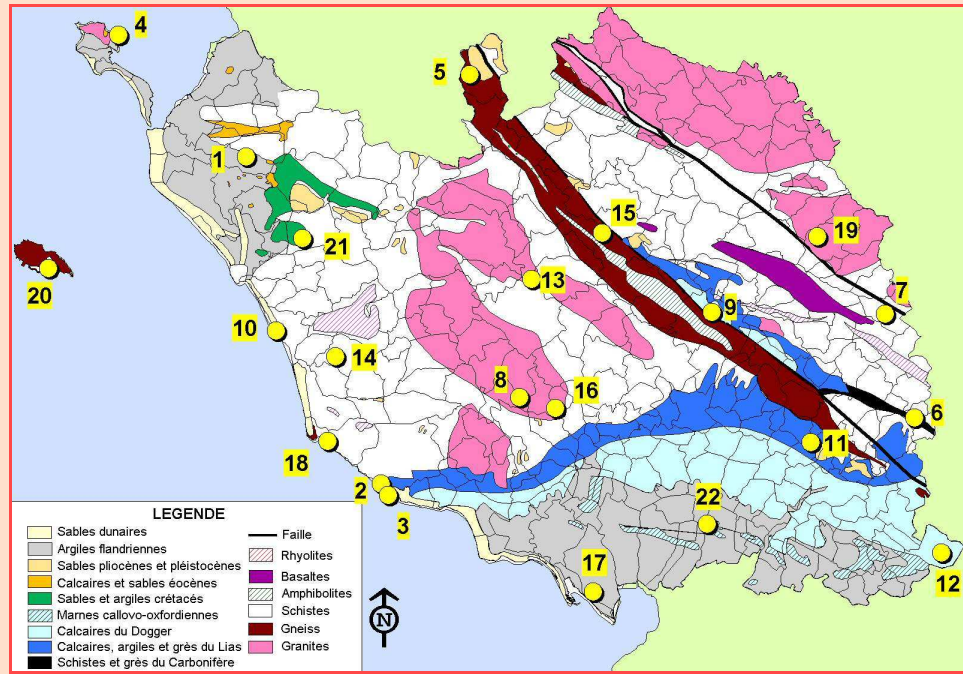 4
5
1
15
19
21
20
13
7
9
10
14
8
16
6
18
11
2
3
22
12
17
LEGENDE
Sables dunaires
Argiles flandriennes
Sables pliocènes et pléistocènes
Calcaires et sables éocènes
Sables et argiles crétacés
Marnes callovo-oxfordiennes
Calcaires du Dogger
Calcaires, argiles et grès du Lias
Schistes et grès du Carbonifère
Faille
Rhyolites
Basaltes
Amphibolites
Schistes
Gneiss
Granites
N